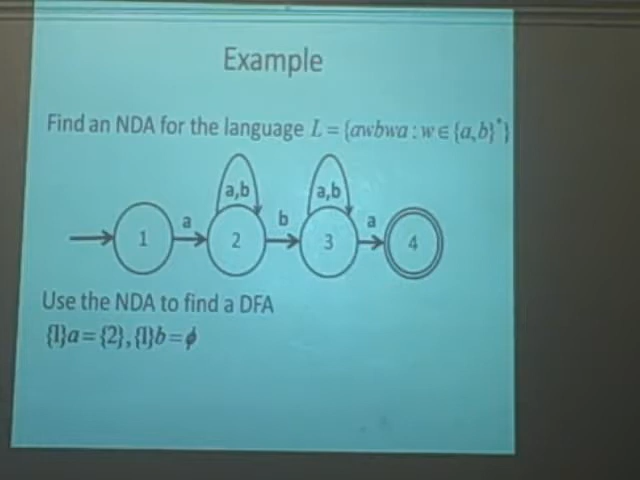 Example
Find an NDA for the language L = {awbwa : w ∈ {a,b}*}
a,b a,b
a b a
1 2 3 4
Use the NDA to find a DFA
{1}a = {2}, {1}b = ϕ